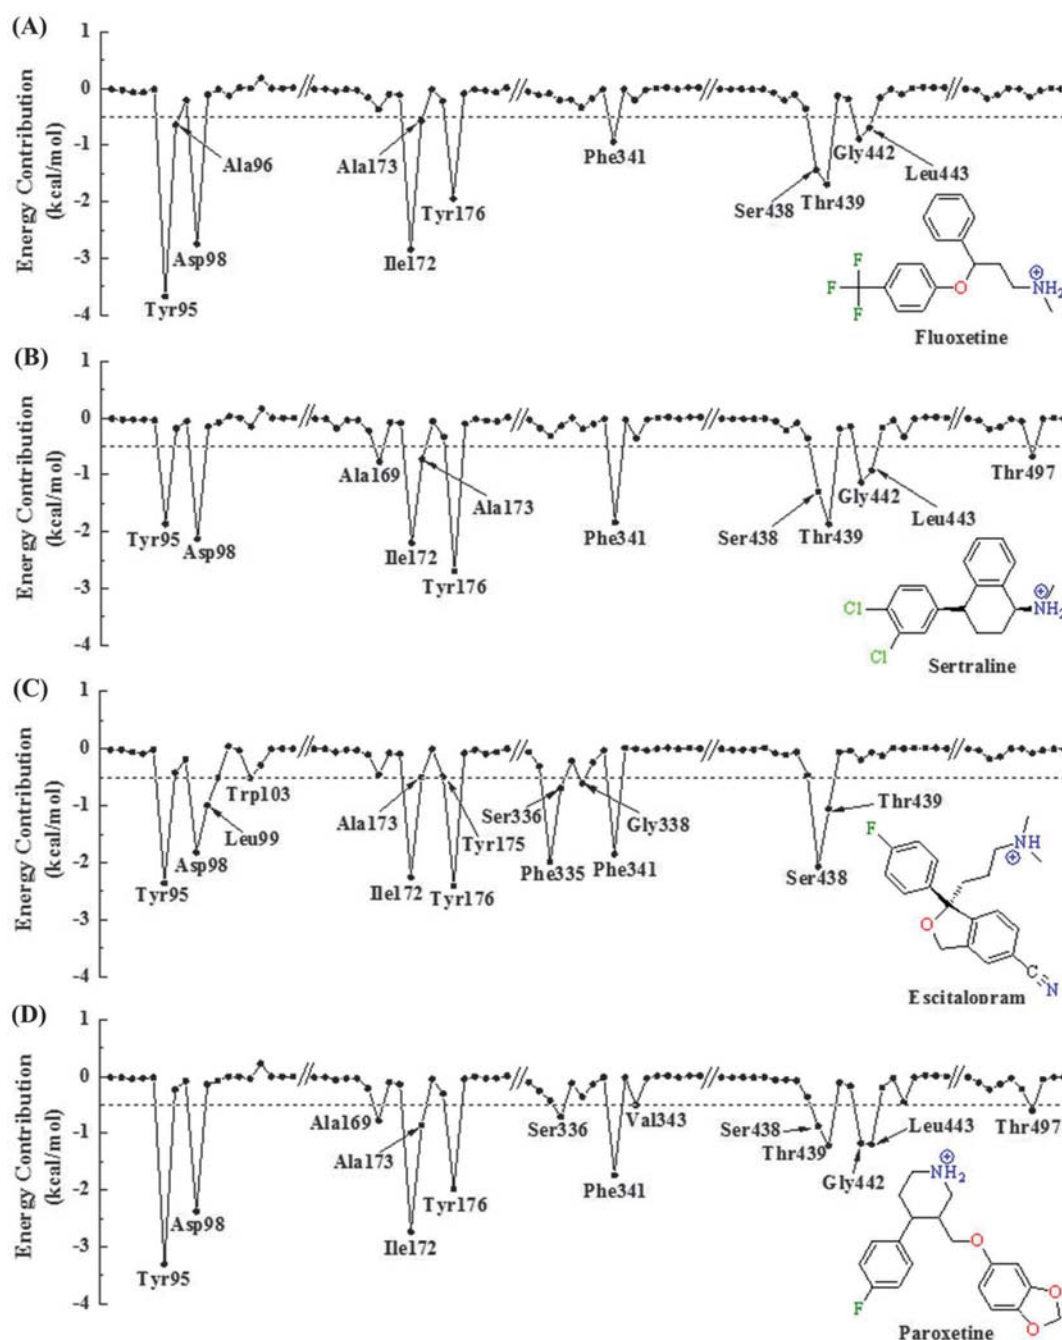 (A)
Energy Contribution
(kcal/mol)
1
0
-1
-2
-3
-4
Tyr95
Ala96
Asp98
Ala173
Ile172
Tyr176
Phe341
Ser438
Thr439
Gly442
Leu443
F
F
F
O
NH2
+
Fluoxetine
(B)
Energy Contribution
(kcal/mol)
1
0
-1
-2
-3
-4
Tyr95
Asp98
Ala169
Ile172
Ala173
Tyr176
Phe341
Ser438
Thr439
Gly442
Leu443
Thr497
Cl
Cl
NH2
+
Sertraline
(C)
Energy Contribution
(kcal/mol)
1
0
-1
-2
-3
-4
Tyr95
Asp98
Leu99
Trp103
Ala173
Ile172
Tyr175
Tyr176
Ser336
Phe335
Gly338
Phe341
Ser438
Thr439
F
NH
+
O
C
N
Escitalopram
(D)
Energy Contribution
(kcal/mol)
1
0
-1
-2
-3
-4
Tyr95
Asp98
Ala169
Ala173
Ile172
Tyr176
Ser336
Phe341
Val343
Ser438
Thr439
Gly442
Leu443
Thr497
NH2
+
O
F
O
O
Paroxetine